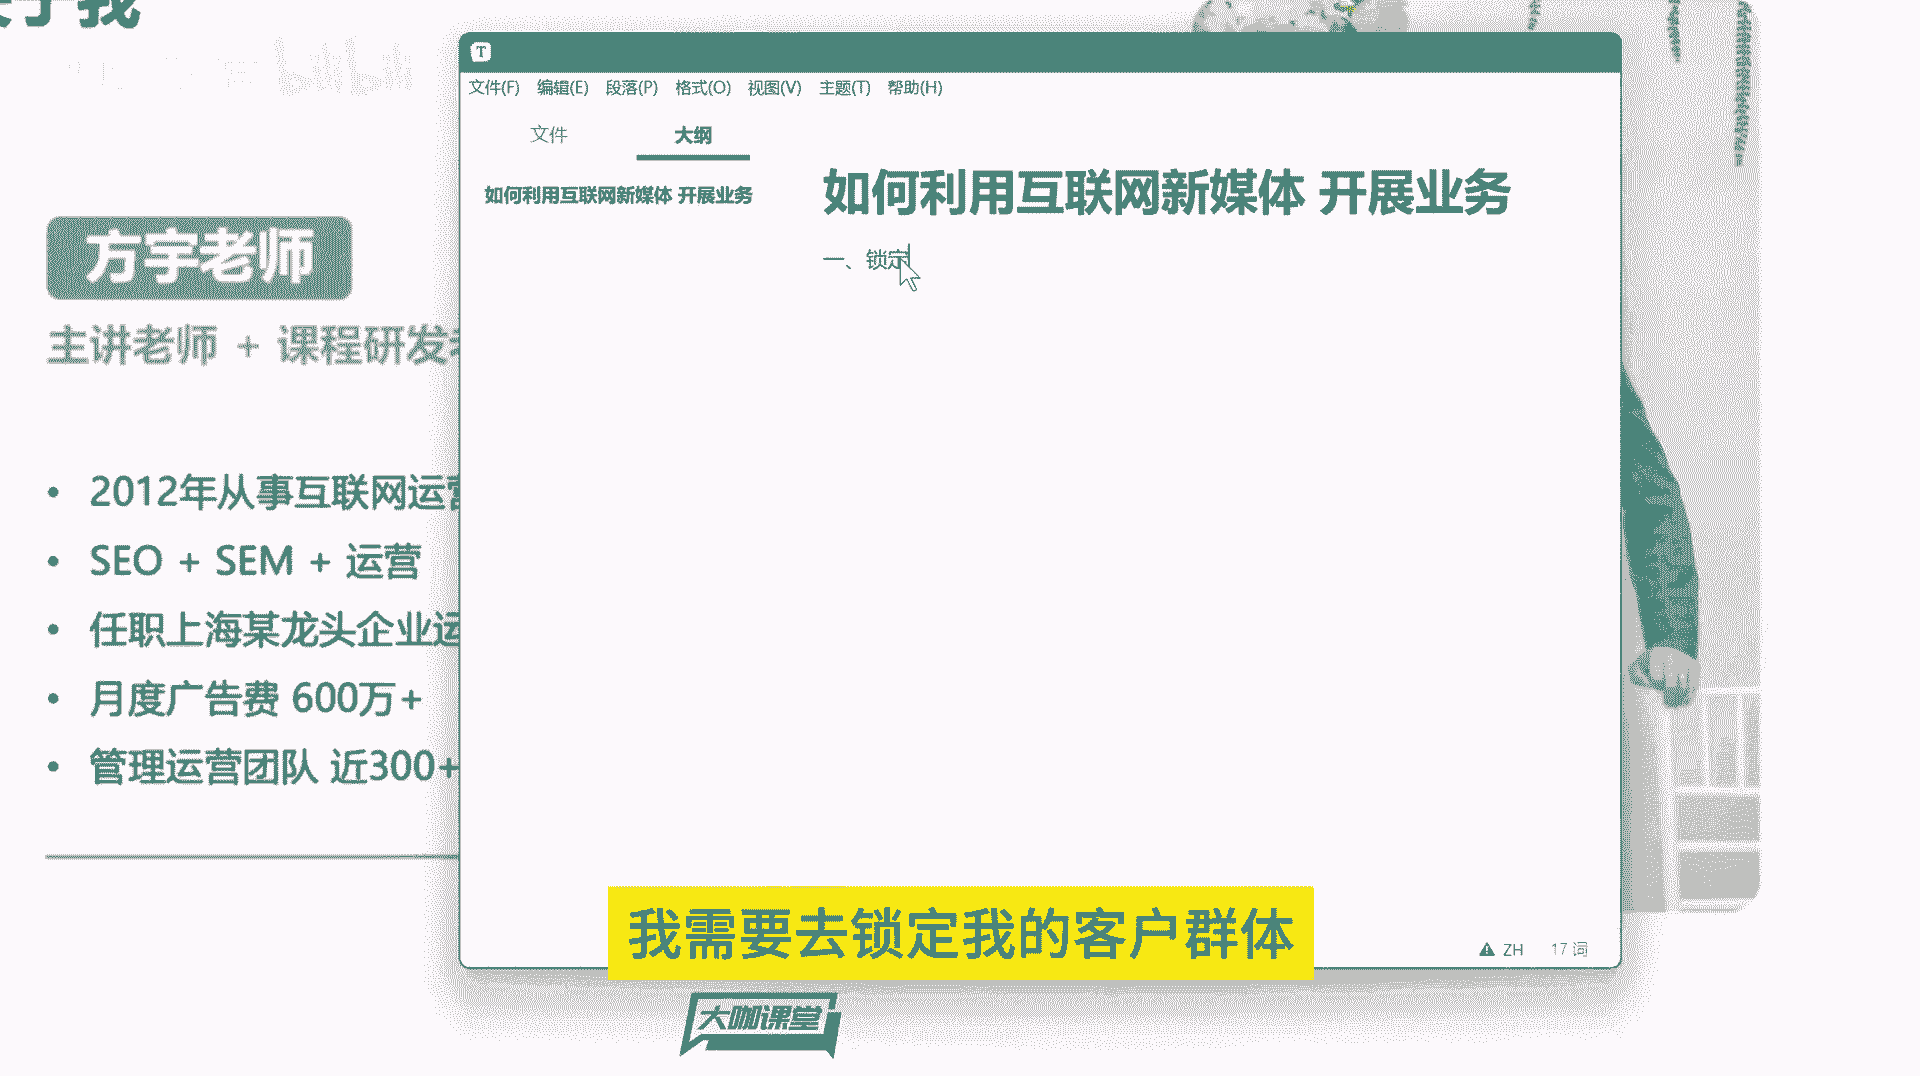 于我
bilibili
方宇老师
主讲老师 + 课程研发
• 2012年从事互联网运营
• SEO + SEM + 运营
• 任职上海某龙头企业运
• 月度广告费 600万+
• 管理运营团队 近300+
T
文件(F) 编辑(E) 段落(P) 格式(O) 视图(V) 主题(T) 帮助(H)
文件 大纲
如何利用互联网新媒体 开展业务
如何利用互联网新媒体 开展业务
一、锁定
我需要去锁定我的客户群体
ZH 17 词
大咖课堂